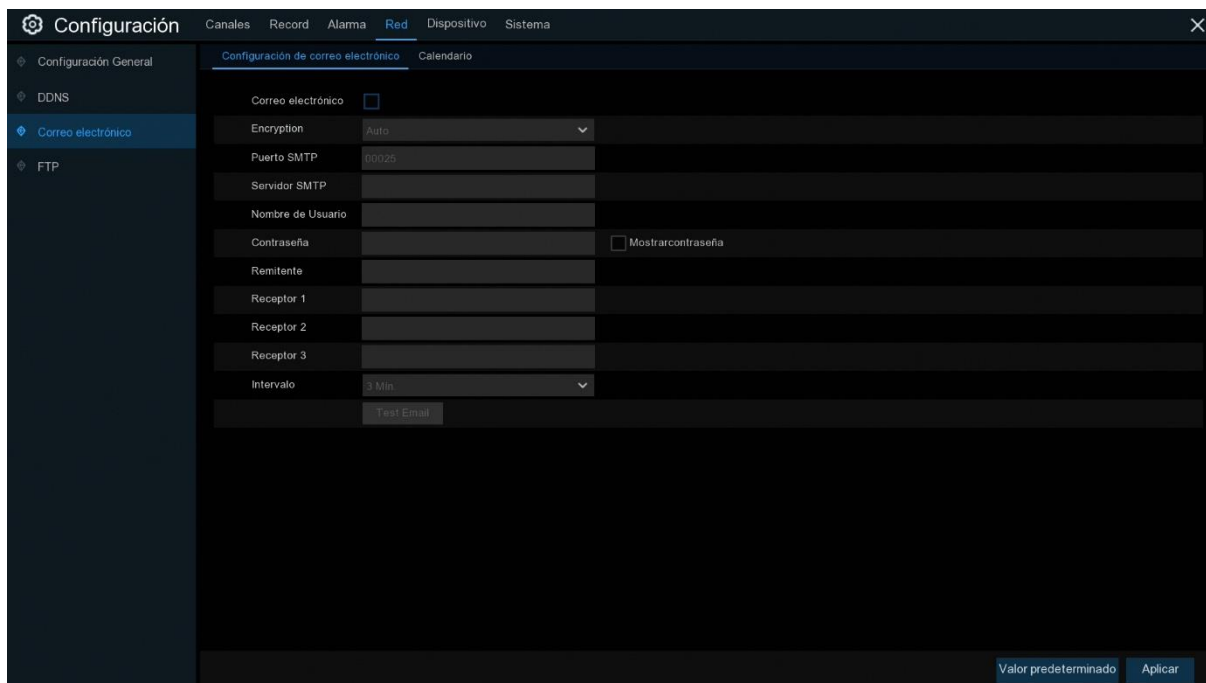 Configuración Canales Record Alarma Red Dispositivo Sistema
Configuración General
DDNS
Correo electrónico
FTP
Configuración de correo electrónico Calendario
Correo electrónico
Encryption Auto
Puerto SMTP 00025
Servidor SMTP
Nombre de Usuario
Contraseña Mostrarcontraseña
Remitente
Receptor 1
Receptor 2
Receptor 3
Intervalo 3 Min.
Test Email
Valor predeterminado Aplicar